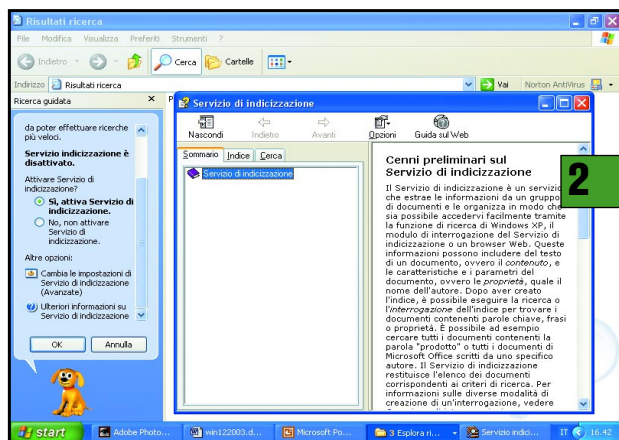 Risultati ricerca
File Modifica Visualizza Preferiti Strumenti ?
Indietro Cerca Cartelle
Indirizzo Risultati ricerca Vai Norton AntiVirus
Ricerca guidata
da poter effettuare ricerche
più veloci.
Servizio indicizzazione è
disattivato.
Attivare Servizio di
indicizzazione?
Sì, attiva Servizio di
indicizzazione.
No, non attivare
Servizio di
indicizzazione.
Altre opzioni:
Cambia le impostazioni di
Servizio di indicizzazione
(Avanzate)
Ulteriori informazioni su
Servizio di indicizzazione
OK Annulla
Servizio di indicizzazione
Nascondi Indietro Avanti Opzioni Guida sul Web
Sommario Indice Cerca
Servizio di indicizzazione
Cenni preliminari sul
Servizio di indicizzazione
Il Servizio di indicizzazione è un servizio
che estrae le informazioni da un gruppo
di documenti e le organizza in modo che
sia possibile accedervi facilmente tramite
la funzione di ricerca di Windows XP, il
modulo di interrogazione del Servizio di
indicizzazione o un browser Web. Queste
informazioni possono includere del testo
di un documento, ovvero il contenuto, e
le caratteristiche e i parametri del
documento, ovvero le proprietà, quale il
nome dell'autore. Dopo aver creato
l'indice, è possibile eseguire la ricerca o
l'interrogazione dell'indice per trovare i
documenti contenenti parole chiave, frasi
o proprietà. È possibile ad esempio
cercare tutti i documenti contenenti la
parola "prodotto" o tutti i documenti di
Microsoft Office scritti da uno specifico
autore. Il Servizio di indicizzazione
restituisce l'elenco dei documenti
corrispondenti ai criteri di ricerca. Per
informazioni sulle diverse modalità di
creazione di un'interrogazione, vedere
2
start Adobe Photo... win122003.d... Microsoft Po... 3 Esplora ri... Servizio indici... IT 16.42